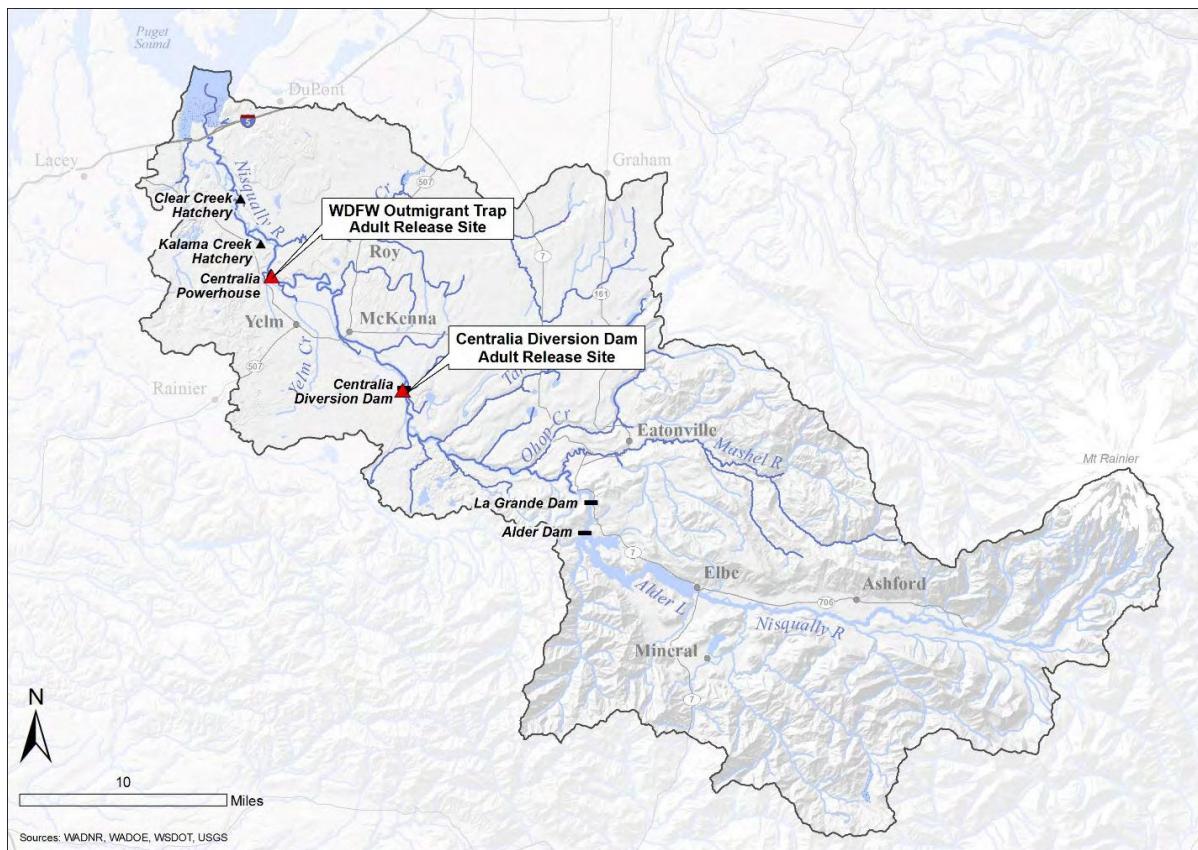 Puget
Sound
DuPont
5
Lacey
Graham
507
Nisqually R
Cr
Clear Creek
Hatchery
WDFW Outmigrant Trap
Adult Release Site
Kalama Creek
Hatchery
Roy
7
Centralia
Powerhouse
161
Yelm
McKenna
Centralia Diversion Dam
Adult Release Site
507
Yelm Cr
Rainier
Centralia
Diversion Dam
Ohop Cr
Eatonville
Mashel R
Mt Rainier
La Grande Dam
Alder Dam
7
Elbe
Ashford
706
Alder L
Nisqually R
Mineral
7
N
10
Miles
Sources: WADNR, WADOE, WSDOT, USGS